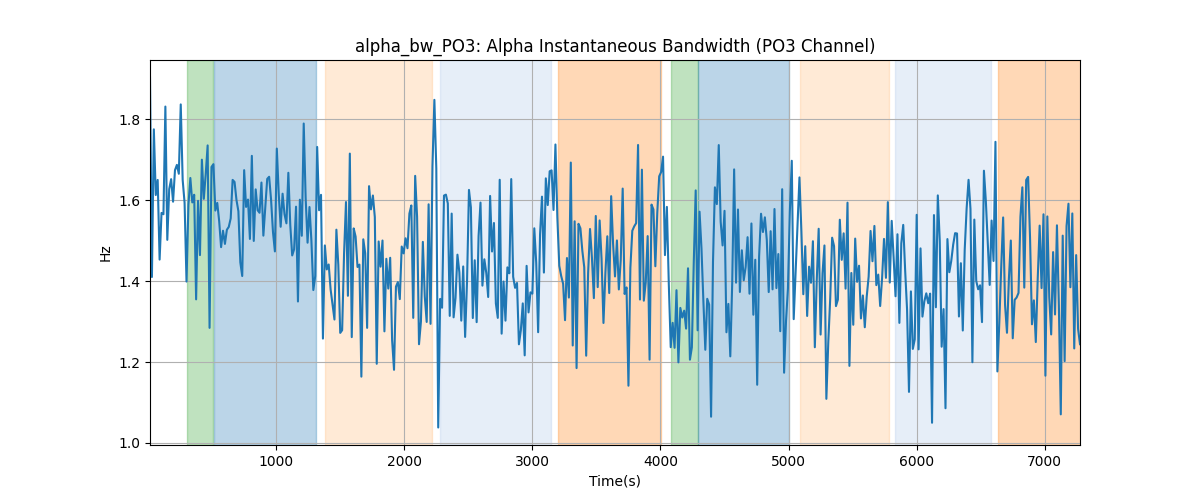 alpha_bw_PO3: Alpha Instantaneous Bandwidth (PO3 Channel)
Hz
1.8
1.6
1.4
1.2
1.0
1000 2000 3000 4000 5000 6000 7000
Time(s)